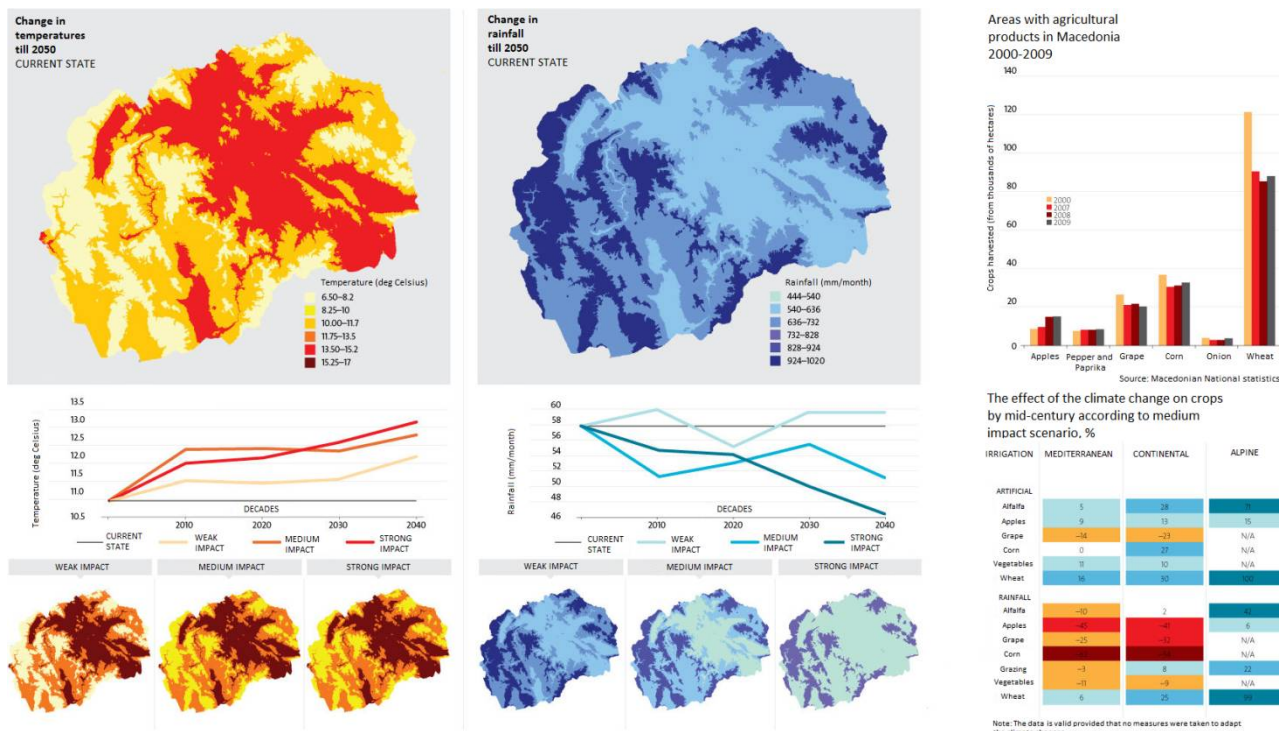 Change in
temperatures
till 2050
CURRENT STATE
Temperature (deg Celsius)
6.50–8.2
8.25–10
10.00–11.7
11.75–13.5
13.50–15.2
15.25–17
Change in
rainfall
till 2050
CURRENT STATE
Rainfall (mm/month)
444–540
540–636
636–732
732–828
828–924
924–1020
Areas with agricultural
products in Macedonia
2000-2009
Crops harvested (from thousands of hectares)
140
120
100
80
60
40
20
0
2000
2007
2008
2009
Apples
Pepper and
Paprika
Grape
Corn
Onion
Wheat
Source: Macedonian National statistics
Temperature (deg Celsius)
13.5
13.0
12.5
12.0
11.5
11.0
10.5
DECADES
2010 2020 2030 2040
CURRENT
STATE
WEAK
IMPACT
MEDIUM
IMPACT
STRONG
IMPACT
Rainfall (mm/month)
60
58
56
54
52
50
48
46
DECADES
2010 2020 2030 2040
CURRENT
STATE
WEAK
IMPACT
MEDIUM
IMPACT
STRONG
IMPACT
WEAK IMPACT MEDIUM IMPACT STRONG IMPACT
WEAK IMPACT MEDIUM IMPACT STRONG IMPACT
The effect of the climate change on crops
by mid-century according to medium
impact scenario, %
IRRIGATION MEDITERRANEAN CONTINENTAL ALPINE
ARTIFICIAL
Alfalfa 5 28 71
Apples 9 13 15
Grape –14 –23 N/A
Corn 0 27 N/A
Vegetables 11 10 N/A
Wheat 16 30 100
RAINFALL
Alfalfa –10 2 42
Apples –45 –41 6
Grape –25 –32 N/A
Corn N/A
Grazing –3 8 22
Vegetables –11 –9 N/A
Wheat 6 25 99
Note: The data is valid provided that no measures were taken to adapt